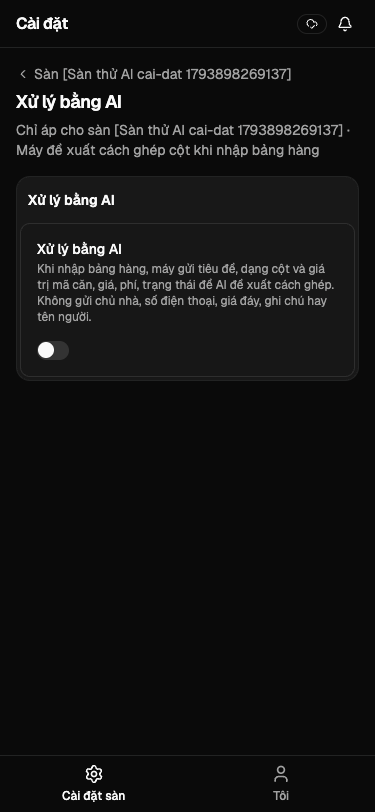 Cài đặt
Sàn [Sàn thử AI cai-dat 1793898269137]
Xử lý bằng AI
Chỉ áp cho sàn [Sàn thử AI cai-dat 1793898269137] ·
Máy đề xuất cách ghép cột khi nhập bảng hàng
Xử lý bằng AI
Xử lý bằng AI
Khi nhập bảng hàng, máy gửi tiêu đề, dạng cột và giá
trị mã căn, giá, phí, trạng thái để AI đề xuất cách ghép.
Không gửi chủ nhà, số điện thoại, giá đáy, ghi chú hay
tên người.
Cài đặt sàn
Tôi